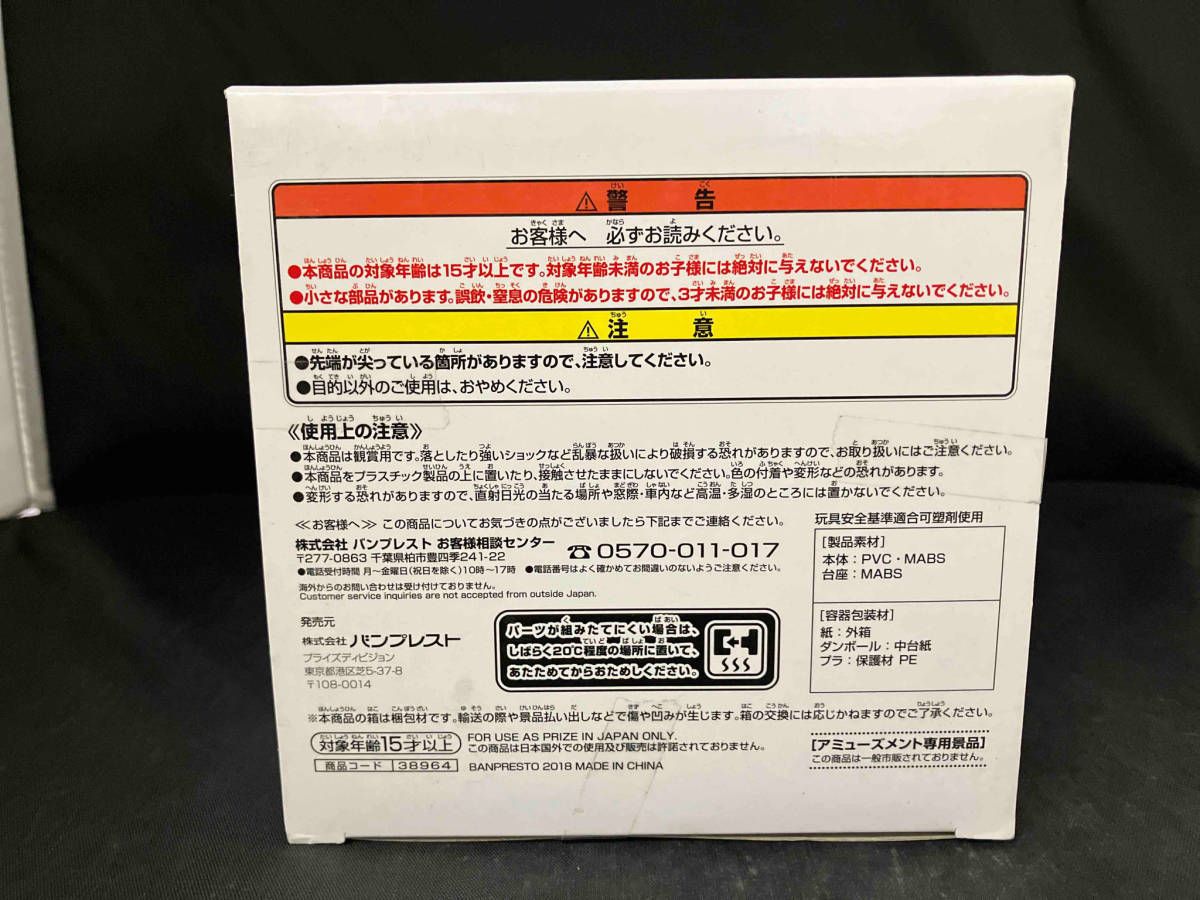 ⚠警告
お客様へ 必ずお読みください。
●本商品の対象年齢は15才以上です。対象年齢未満のお子様には絶対に与えないでください。
●小さな部品があります。誤飲・窒息の危険がありますので、3才未満のお子様には絶対に与えないでください。
⚠注意
●先端が尖っている箇所がありますので、注意してください。
●目的以外のご使用は、おやめください。
《使用上の注意》
●本商品は観賞用です。落としたり強いショックなど乱暴な扱いにより破損する恐れがありますので、お取り扱いにはご注意ください。
●本商品をプラスチック製品の上に置いたり、接触させたままにしないでください。色の付着や変形などの恐れがあります。
●変形する恐れがありますので、直射日光の当たる場所や窓際・車内など高温・多湿のところには置かないでください。
≪お客様へ≫ この商品についてお気づきの点がございましたら下記までご連絡ください。
株式会社 バンプレスト お客様相談センター ☎0570-011-017
〒277-0863 千葉県柏市豊四季241-22
●電話受付時間 月〜金曜日(祝日を除く)10時〜17時 ●電話番号はよく確かめてお間違いのないようご注意ください。
海外からのお問い合わせは受け付けておりません。
Customer service inquiries are not accepted from outside Japan.
発売元
株式会社 バンプレスト
プライズディビジョン
東京都港区芝5-37-8
〒108-0014
パーツが組みたてにくい場合は、
しばらく20℃程度の場所に置いて、
あたためてからおためしください。
玩具安全基準適合可塑剤使用
[製品素材]
本体:PVC・MABS
台座:MABS
[容器包装材]
紙:外箱
ダンボール:中台紙
プラ:保護材 PE
※本商品の箱は梱包材です。輸送の際や景品払い出しなどで傷や凹みが生じます。箱の交換には応じかねますのでご了承ください。
対象年齢15才以上
FOR USE AS PRIZE IN JAPAN ONLY.
この商品は日本国外での使用及び販売は許諾されておりません。
商品コード 38964
BANPRESTO 2018 MADE IN CHINA
[アミューズメント専用景品]
この商品は一般市販されておりません。